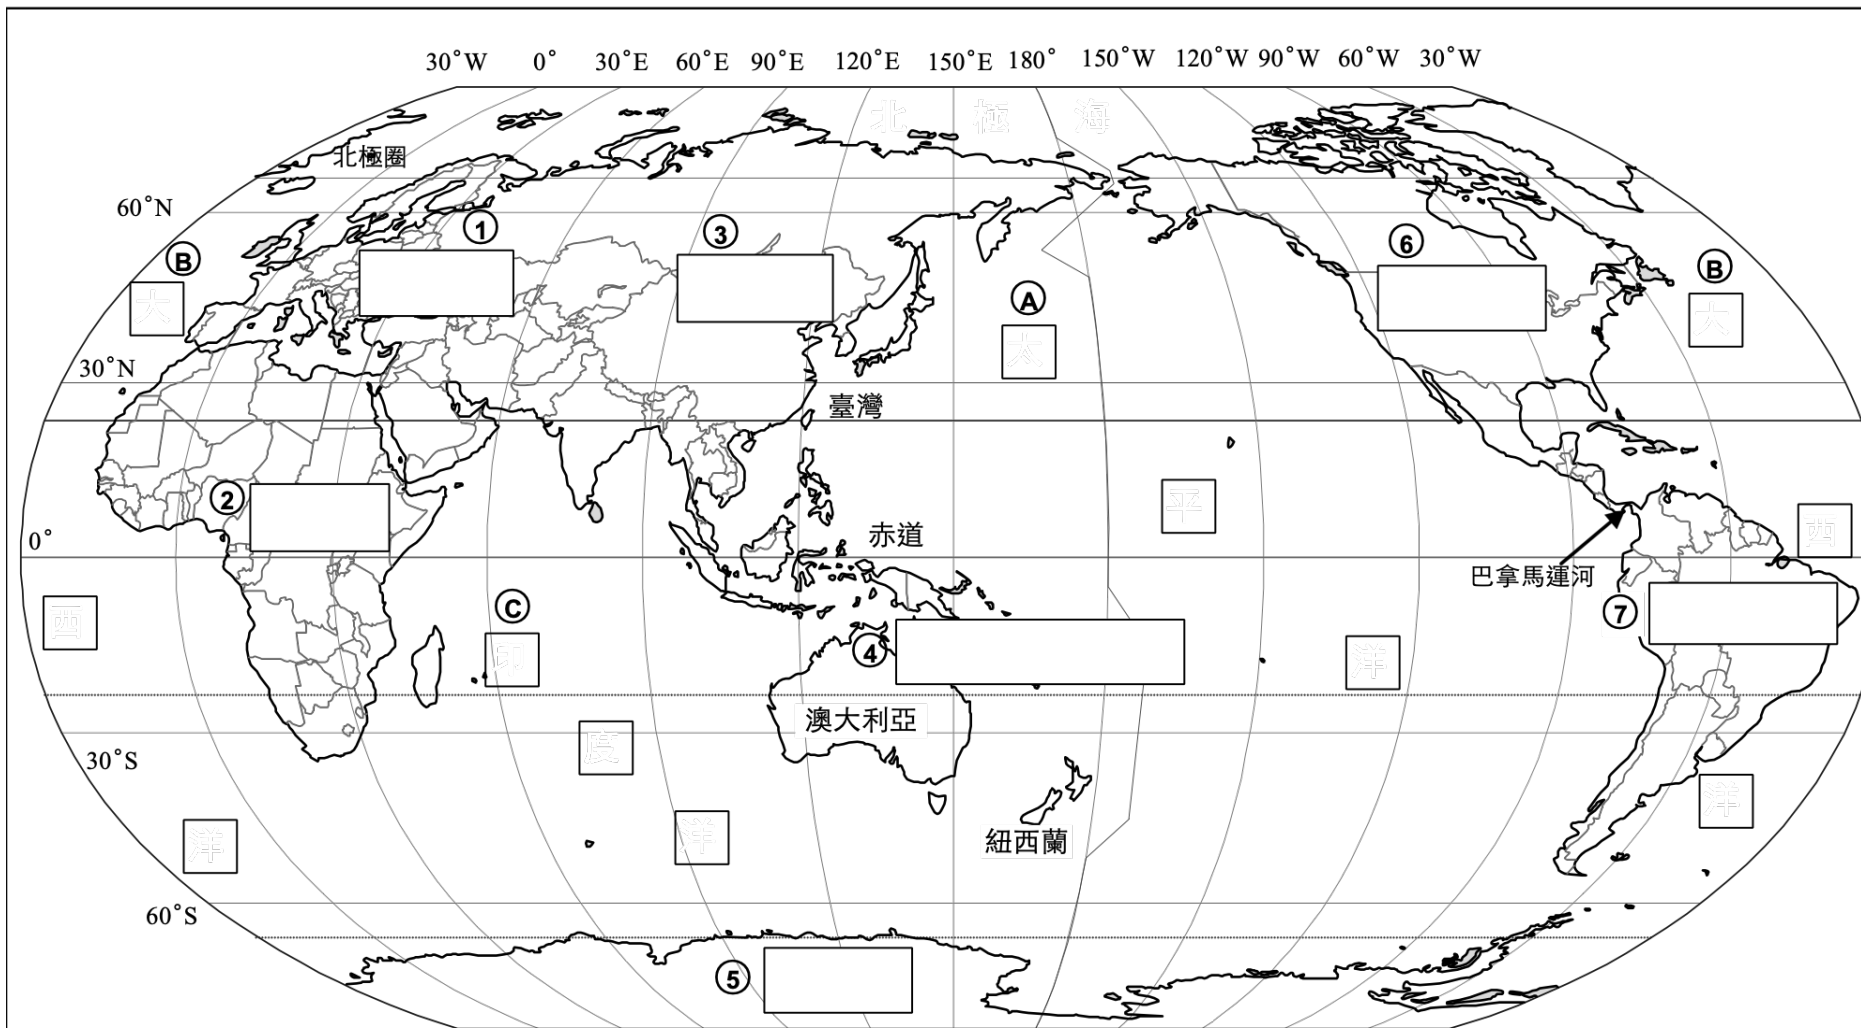 30°W 0° 30°E 60°E 90°E 120°E 150°E 180° 150°W 120°W 90°W 60°W 30°W
北極海
北極圈
60°N
① ③ ⑥
Ⓑ Ⓑ
大 Ⓐ 大
太
30°N
臺灣
② 平
0° 赤道 西
巴拿馬運河
西 Ⓒ ⑦
印 ④ 洋
澳大利亞
度
30°S
洋
洋 洋 紐西蘭
60°S
⑤